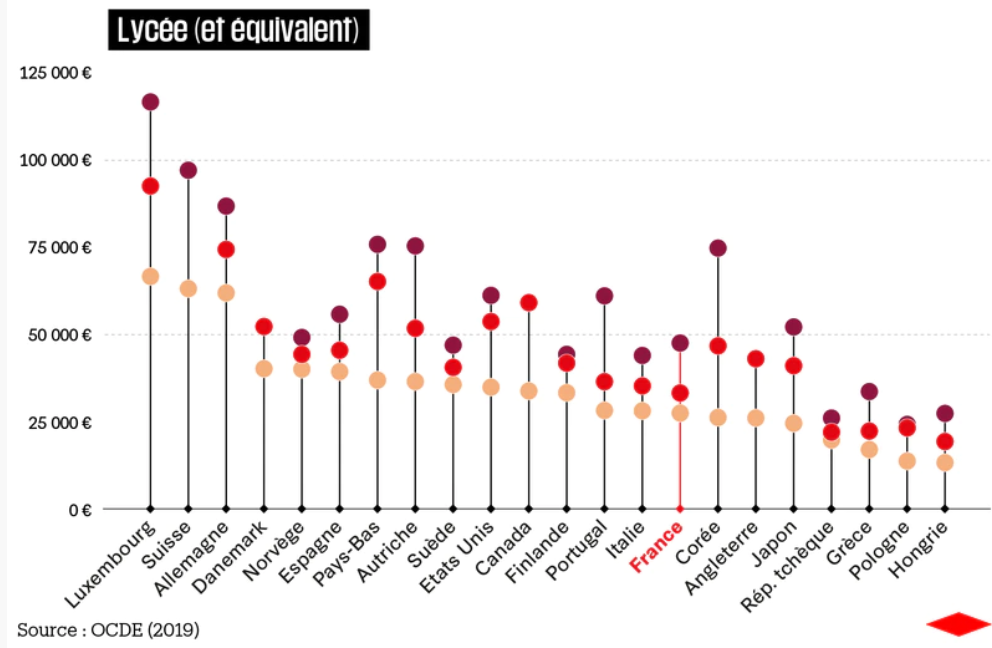 Lycée (et équivalent)
125 000 €
100 000 €
75 000 €
50 000 €
25 000 €
0 €
Luxembourg
Suisse
Allemagne
Danemark
Norvège
Espagne
Pays-Bas
Autriche
Suède
Etats Unis
Canada
Finlande
Portugal
Italie
France
Corée
Angleterre
Japon
Rép. tchèque
Grèce
Pologne
Hongrie
Source : OCDE (2019)